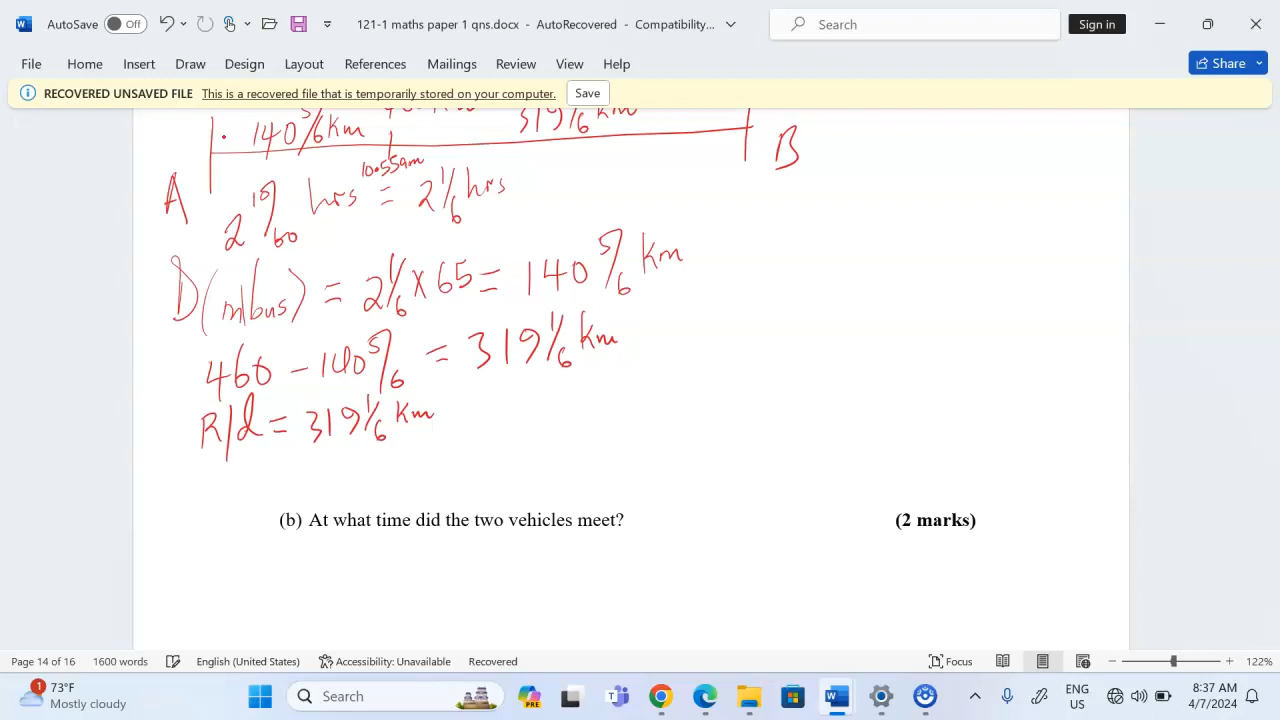 AutoSave Off 121-1 maths paper 1 qns.docx - AutoRecovered - Compatibility... Search Sign in
File Home Insert Draw Design Layout References Mailings Review View Help Share
RECOVERED UNSAVED FILE This is a recovered file that is temporarily stored on your computer. Save
140 5/6 km 319 1/6 km
A 10.55am B
2 10/60 hrs = 2 1/6 hrs
D(m/bus) = 2 1/6 × 65 = 140 5/6 km
460 - 140 5/6 = 319 1/6 km
R/d = 319 1/6 km
(b) At what time did the two vehicles meet? (2 marks)
Page 14 of 16 1600 words English (United States) Accessibility: Unavailable Recovered Focus 122%
1 73°F Search PRE ENG 8:37 AM
Mostly cloudy US 4/7/2024